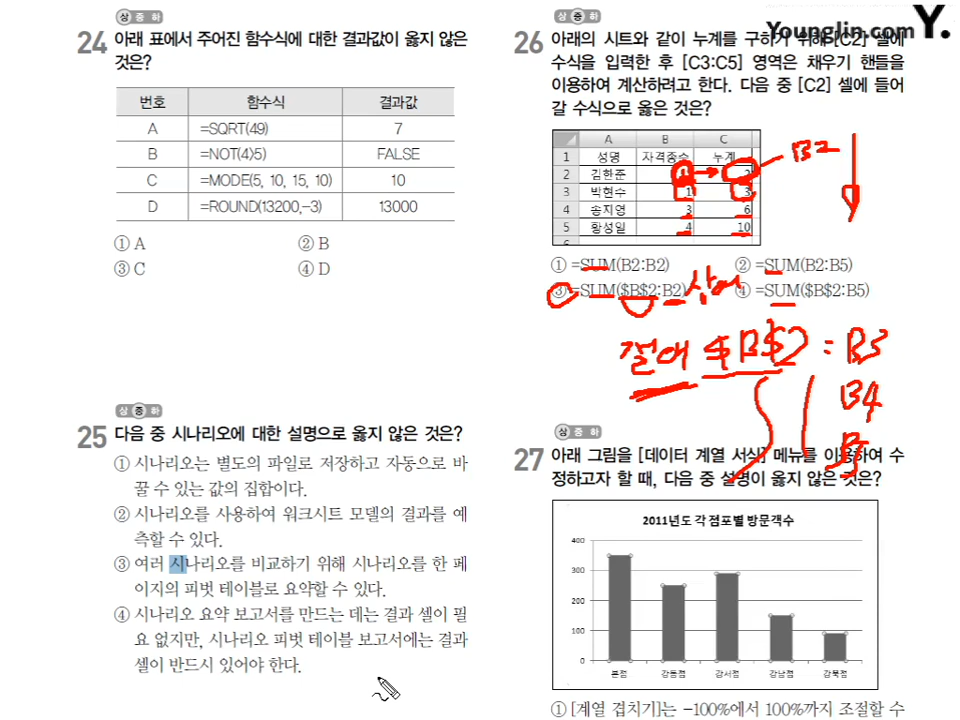 상 중 하
24 아래 표에서 주어진 함수식에 대한 결과값이 옳지 않은
것은?
번호 함수식 결과값
A =SQRT(49) 7
B =NOT(4>5) FALSE
C =MODE(5, 10, 15, 10) 10
D =ROUND(13200,-3) 13000
① A ② B
③ C ④ D
상 중 하
25 다음 중 시나리오에 대한 설명으로 옳지 않은 것은?
① 시나리오는 별도의 파일로 저장하고 자동으로 바
꿀 수 있는 값의 집합이다.
② 시나리오를 사용하여 워크시트 모델의 결과를 예
측할 수 있다.
③ 여러 시나리오를 비교하기 위해 시나리오를 한 페
이지의 피벗 테이블로 요약할 수 있다.
④ 시나리오 요약 보고서를 만드는 데는 결과 셀이 필
요 없지만, 시나리오 피벗 테이블 보고서에는 결과
셀이 반드시 있어야 한다.
Younglin.com Y.
상 중 하
26 아래의 시트와 같이 누계를 구하기 위해 [C2] 셀에
수식을 입력한 후 [C3:C5] 영역은 채우기 핸들을
이용하여 계산하려고 한다. 다음 중 [C2] 셀에 들어
갈 수식으로 옳은 것은?
A B C
1 성명 자격증수 누계
2 김한준 2
3 박현수 1 3
4 송지영 3 6
5 황성일 4 10
B2
① =SUM(B2:B2) ② =SUM(B2:B5)
③ =SUM($B$2:B2) ④ =SUM($B$2:B5)
상대
절대 $B$2 = B3
B4
상 중 하
27 아래 그림을 [데이터 계열 서식] 메뉴를 이용하여 수
정하고자 할 때, 다음 중 설명이 옳지 않은 것은?
2011년도 각 점포별 방문객수
400
300
200
100
0
본점 강동점 강서점 강남점 강북점
① [계열 겹치기]는 -100%에서 100%까지 조절할 수